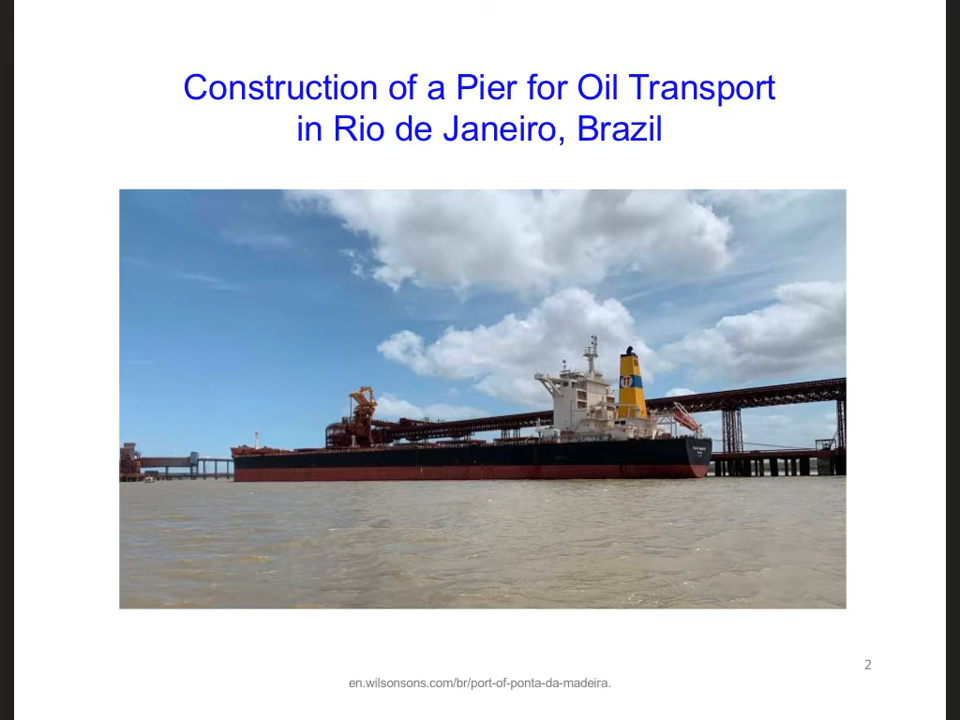 Construction of a Pier for Oil Transport
in Rio de Janeiro, Brazil
2
en.wilsonsons.com/br/port-of-ponta-da-madeira.